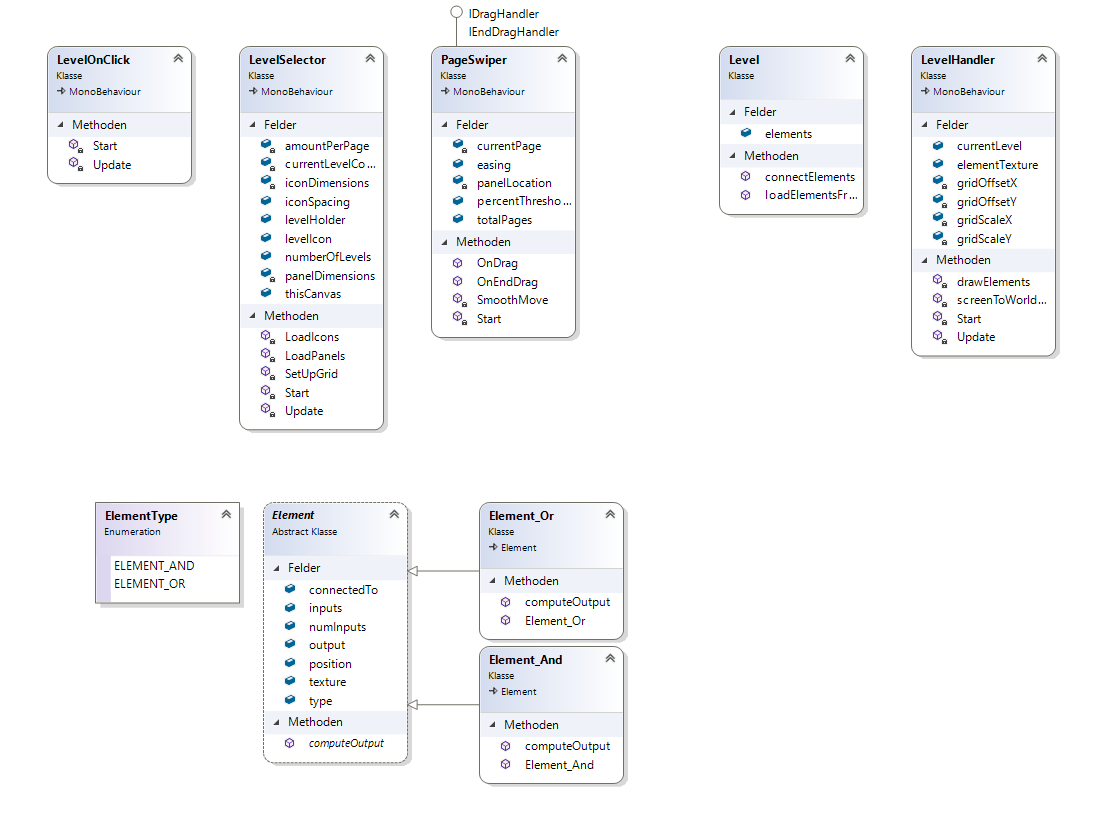 IDragHandler
IEndDragHandler
LevelOnClick
Klasse
MonoBehaviour
Methoden
Start
Update
LevelSelector
Klasse
MonoBehaviour
Felder
amountPerPage
currentLevelCo...
iconDimensions
iconSpacing
levelHolder
levelIcon
numberOfLevels
panelDimensions
thisCanvas
Methoden
LoadIcons
LoadPanels
SetUpGrid
Start
Update
PageSwiper
Klasse
MonoBehaviour
Felder
currentPage
easing
panelLocation
percentThresho...
totalPages
Methoden
OnDrag
OnEndDrag
SmoothMove
Start
Level
Klasse
Felder
elements
Methoden
connectElements
loadElementsFr...
LevelHandler
Klasse
MonoBehaviour
Felder
currentLevel
elementTexture
gridOffsetX
gridOffsetY
gridScaleX
gridScaleY
Methoden
drawElements
screenToWorld...
Start
Update
ElementType
Enumeration
ELEMENT_AND
ELEMENT_OR
Element
Abstract Klasse
Felder
connectedTo
inputs
numInputs
output
position
texture
type
Methoden
computeOutput
Element_Or
Klasse
Element
Methoden
computeOutput
Element_Or
Element_And
Klasse
Element
Methoden
computeOutput
Element_And